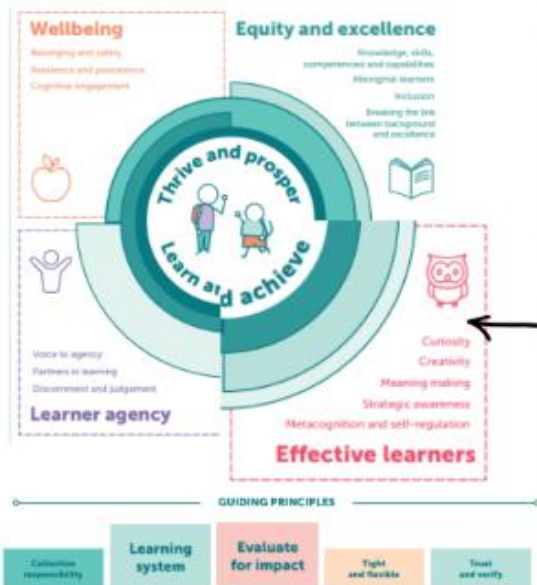 Wellbeing
Belonging and safety
Resilience and persistence
Cognitive engagement
Equity and excellence
Knowledge, skills,
competencies and capabilities
Aboriginal learners
Inclusion
Breaking the link
between background
and excellence
Thrive and prosper
Learn and achieve
Voice to agency
Partners in learning
Discernment and judgement
Learner agency
Curiosity
Creativity
Meaning making
Strategic awareness
Metacognition and self-regulation
Effective learners
GUIDING PRINCIPLES
Collective
responsibility
Learning
system
Evaluate
for impact
Tight
and flexible
Trust
and verify